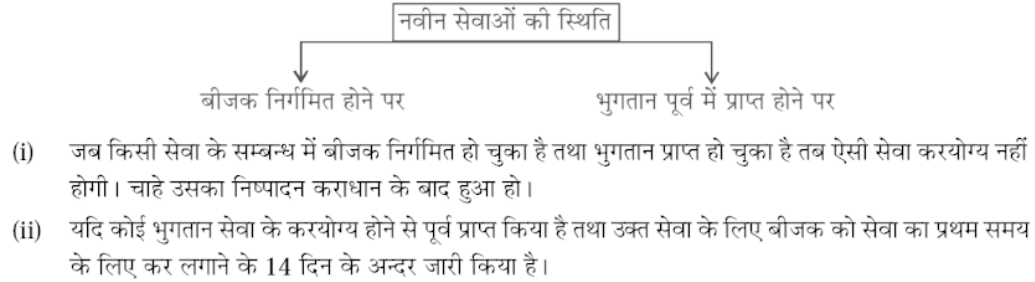 नवीन सेवाओं की स्थिति
बीजक निर्गमित होने पर
भुगतान पूर्व में प्राप्त होने पर
(i) जब किसी सेवा के सम्बन्ध में बीजक निर्गमित हो चुका है तथा भुगतान प्राप्त हो चुका है तब ऐसी सेवा करयोग्य नहीं
होगी। चाहे उसका निष्पादन कराधान के बाद हुआ हो।
(ii) यदि कोई भुगतान सेवा के करयोग्य होने से पूर्व प्राप्त किया है तथा उक्त सेवा के लिए बीजक को सेवा का प्रथम समय
के लिए कर लगाने के 14 दिन के अन्दर जारी किया है।